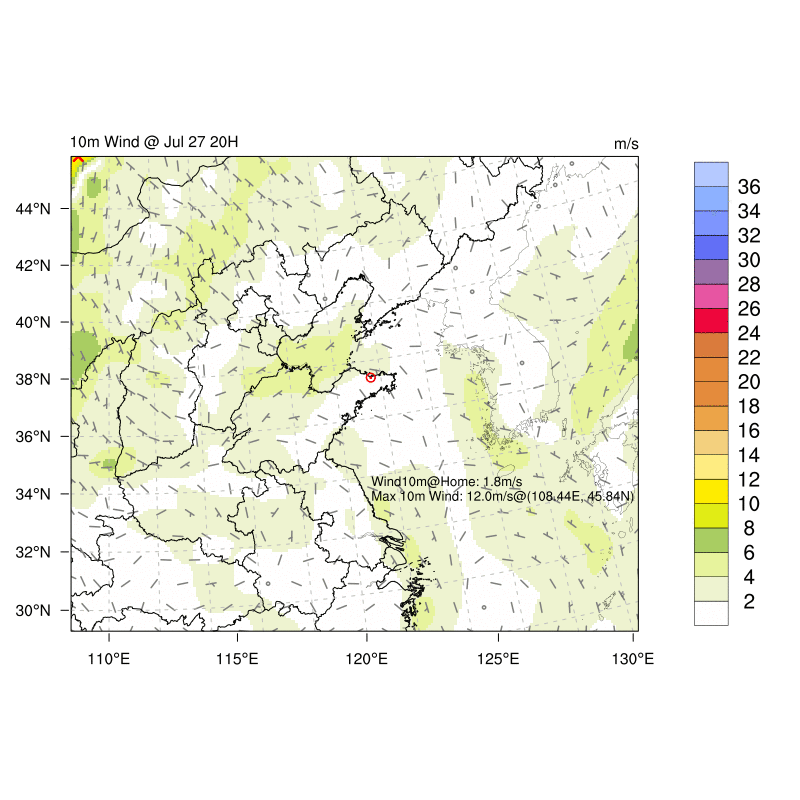 10m Wind @ Jul 27 20H
m/s
44°N
42°N
40°N
38°N
36°N
34°N
32°N
30°N
110°E
115°E
120°E
125°E
130°E
Wind10m@Home: 1.8m/s
Max 10m Wind: 12.0m/s@(108.44E, 45.84N)
36
34
32
30
28
26
24
22
20
18
16
14
12
10
8
6
4
2